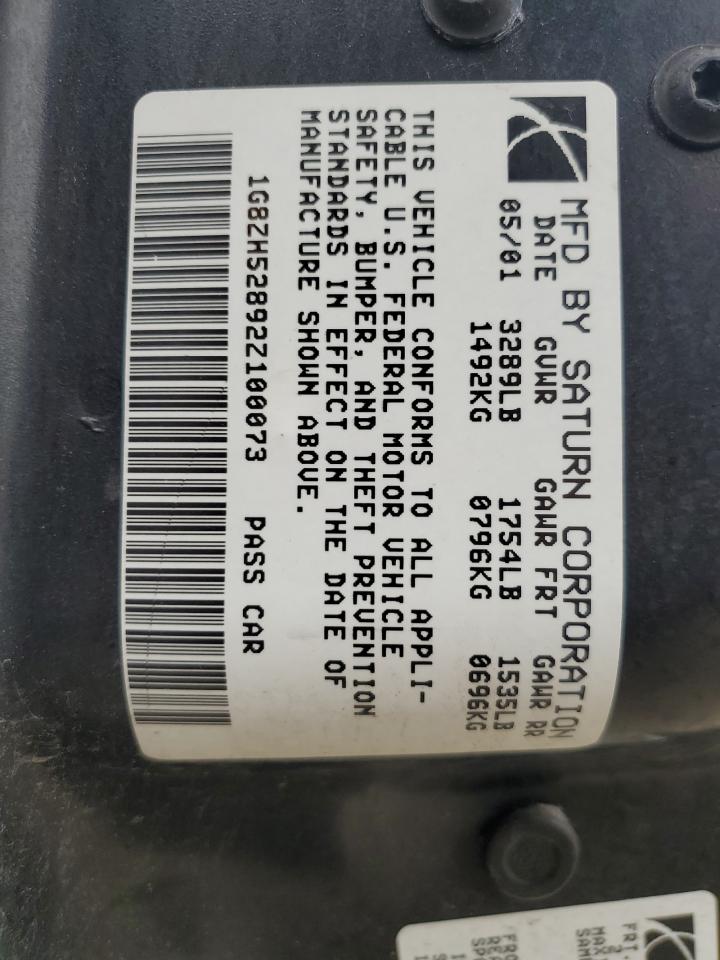 MFD BY SATURN CORPORATION
DATE GVWR GAWR FRT GAWR RR
05/01 3289LB 1754LB 1535LB
1492KG 0796KG 0696KG
THIS VEHICLE CONFORMS TO ALL APPLI-
CABLE U.S. FEDERAL MOTOR VEHICLE
SAFETY, BUMPER, AND THEFT PREVENTION
STANDARDS IN EFFECT ON THE DATE OF
MANUFACTURE SHOWN ABOVE.
1G8ZH52892Z100073 PASS CAR
FRT.